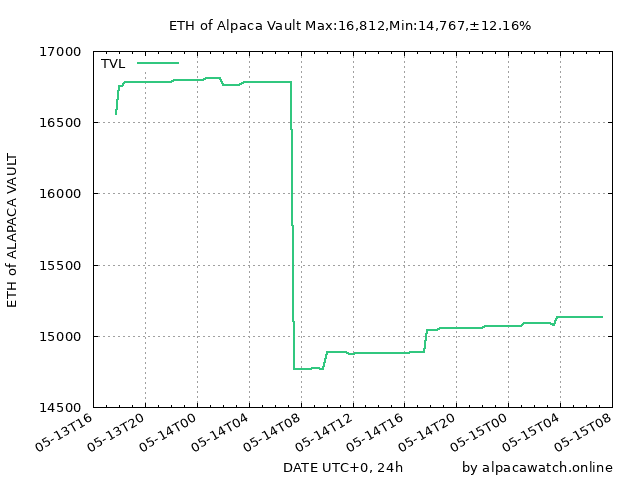 ETH of Alpaca Vault Max:16,812,Min:14,767,±12.16%
TVL
17000
16500
16000
15500
15000
14500
ETH of ALAPACA VAULT
05-13T16
05-13T20
05-14T00
05-14T04
05-14T08
05-14T12
05-14T16
05-14T20
05-15T00
05-15T04
05-15T08
DATE UTC+0, 24h
by alpacawatch.online